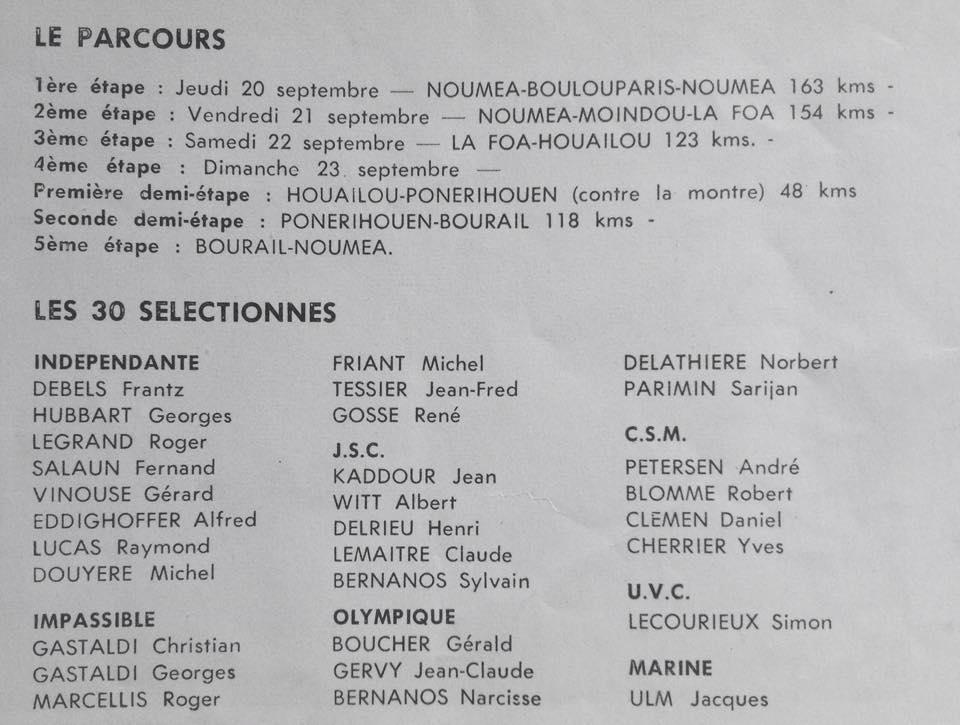 LE PARCOURS
1ère étape : Jeudi 20 septembre — NOUMEA-BOULOUPARIS-NOUMEA 163 kms -
2ème étape : Vendredi 21 septembre — NOUMEA-MOINDOU-LA FOA 154 kms -
3ème étape : Samedi 22 septembre — LA FOA-HOUAILOU 123 kms. -
4ème étape : Dimanche 23 septembre —
Première demi-étape : HOUAILOU-PONERIHOUEN (contre la montre) 48 kms
Seconde demi-étape : PONERIHOUEN-BOURAIL 118 kms -
5ème étape : BOURAIL-NOUMEA.
LES 30 SELECTIONNES
INDEPENDANTE
DEBELS Frantz
HUBBART Georges
LEGRAND Roger
SALAUN Fernand
VINOUSE Gérard
EDDIGHOFFER Alfred
LUCAS Raymond
DOUYERE Michel
IMPASSIBLE
GASTALDI Christian
GASTALDI Georges
MARCELLIS Roger
FRIANT Michel
TESSIER Jean-Fred
GOSSE René
J.S.C.
KADDOUR Jean
WITT Albert
DELRIEU Henri
LEMAITRE Claude
BERNANOS Sylvain
OLYMPIQUE
BOUCHER Gérald
GERVY Jean-Claude
BERNANOS Narcisse
DELATHIERE Norbert
PARIMIN Sarijan
C.S.M.
PETERSEN André
BLOMME Robert
CLEMEN Daniel
CHERRIER Yves
U.V.C.
LECOURIEUX Simon
MARINE
ULM Jacques